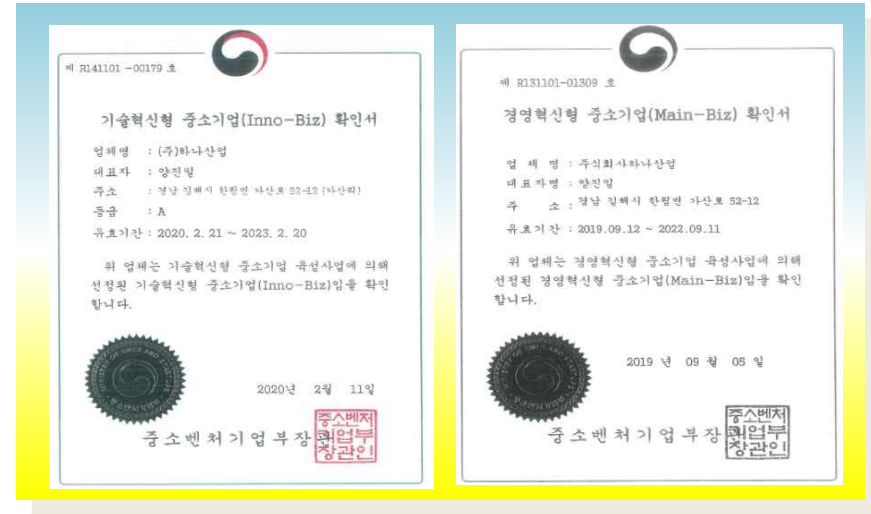 제 R141101 -00179 호
기술혁신형 중소기업(Inno-Biz) 확인서
업체명 : (주)하나산업
대표자 : 양진일
주소 : 경남 김해시 한림면 가산로 52-12 (가산리)
등급 : A
유효기간 : 2020. 2. 21 ~ 2023. 2. 20
위 업체는 기술혁신형 중소기업 육성사업에 의해
선정된 기술혁신형 중소기업(Inno-Biz)임을 확인
합니다.
2020년 2월 11일
중소벤처기업부장관
중소벤처
기업부
장관인
제 R131101-01309 호
경영혁신형 중소기업(Main-Biz) 확인서
업 체 명 : 주식회사하나산업
대 표 자 명 : 양진일
주 소 : 경남 김해시 한림면 가산로 52-12
유 효 기 간 : 2019.09.12 ~ 2022.09.11
위 업체는 경영혁신형 중소기업 육성사업에 의해
선정된 경영혁신형 중소기업(Main-Biz)임을 확인
합니다.
2019 년 09 월 05 일
중소벤처기업부장관
중소벤처
기업부
장관인